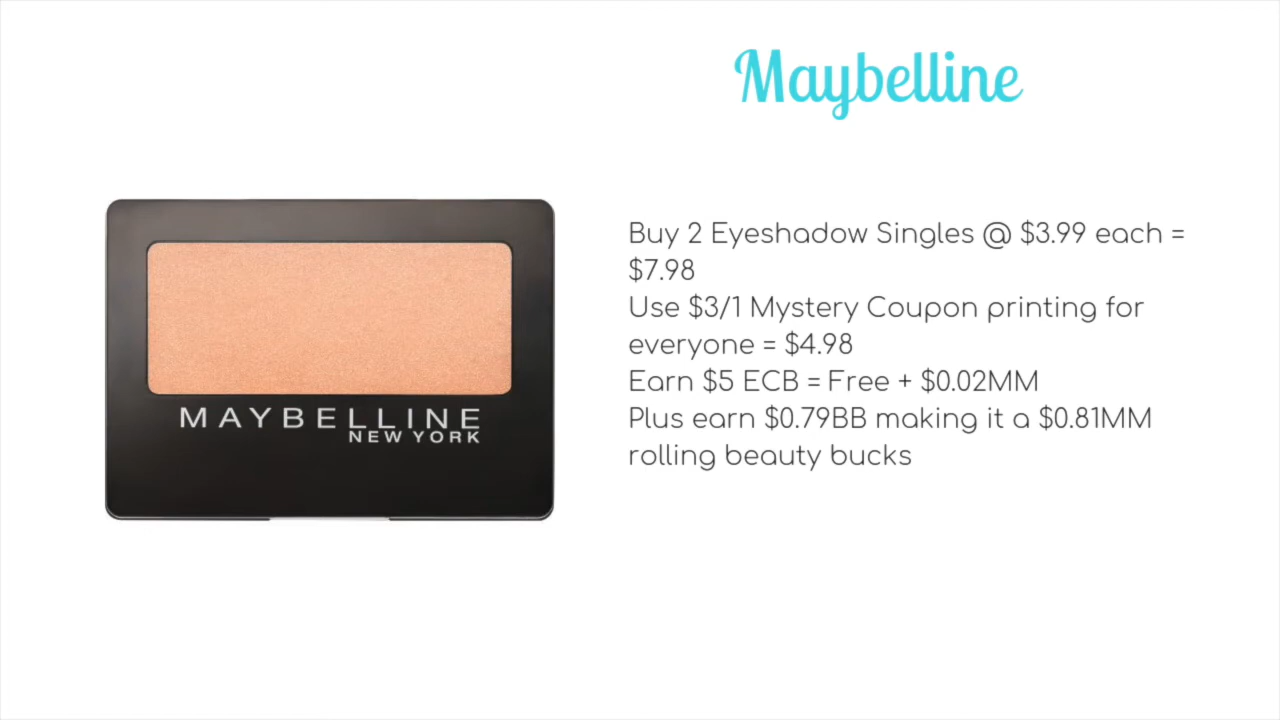 Maybelline
MAYBELLINE
NEW YORK
Buy 2 Eyeshadow Singles @ $3.99 each =
$7.98
Use $3/1 Mystery Coupon printing for
everyone = $4.98
Earn $5 ECB = Free + $0.02MM
Plus earn $0.79BB making it a $0.81MM
rolling beauty bucks